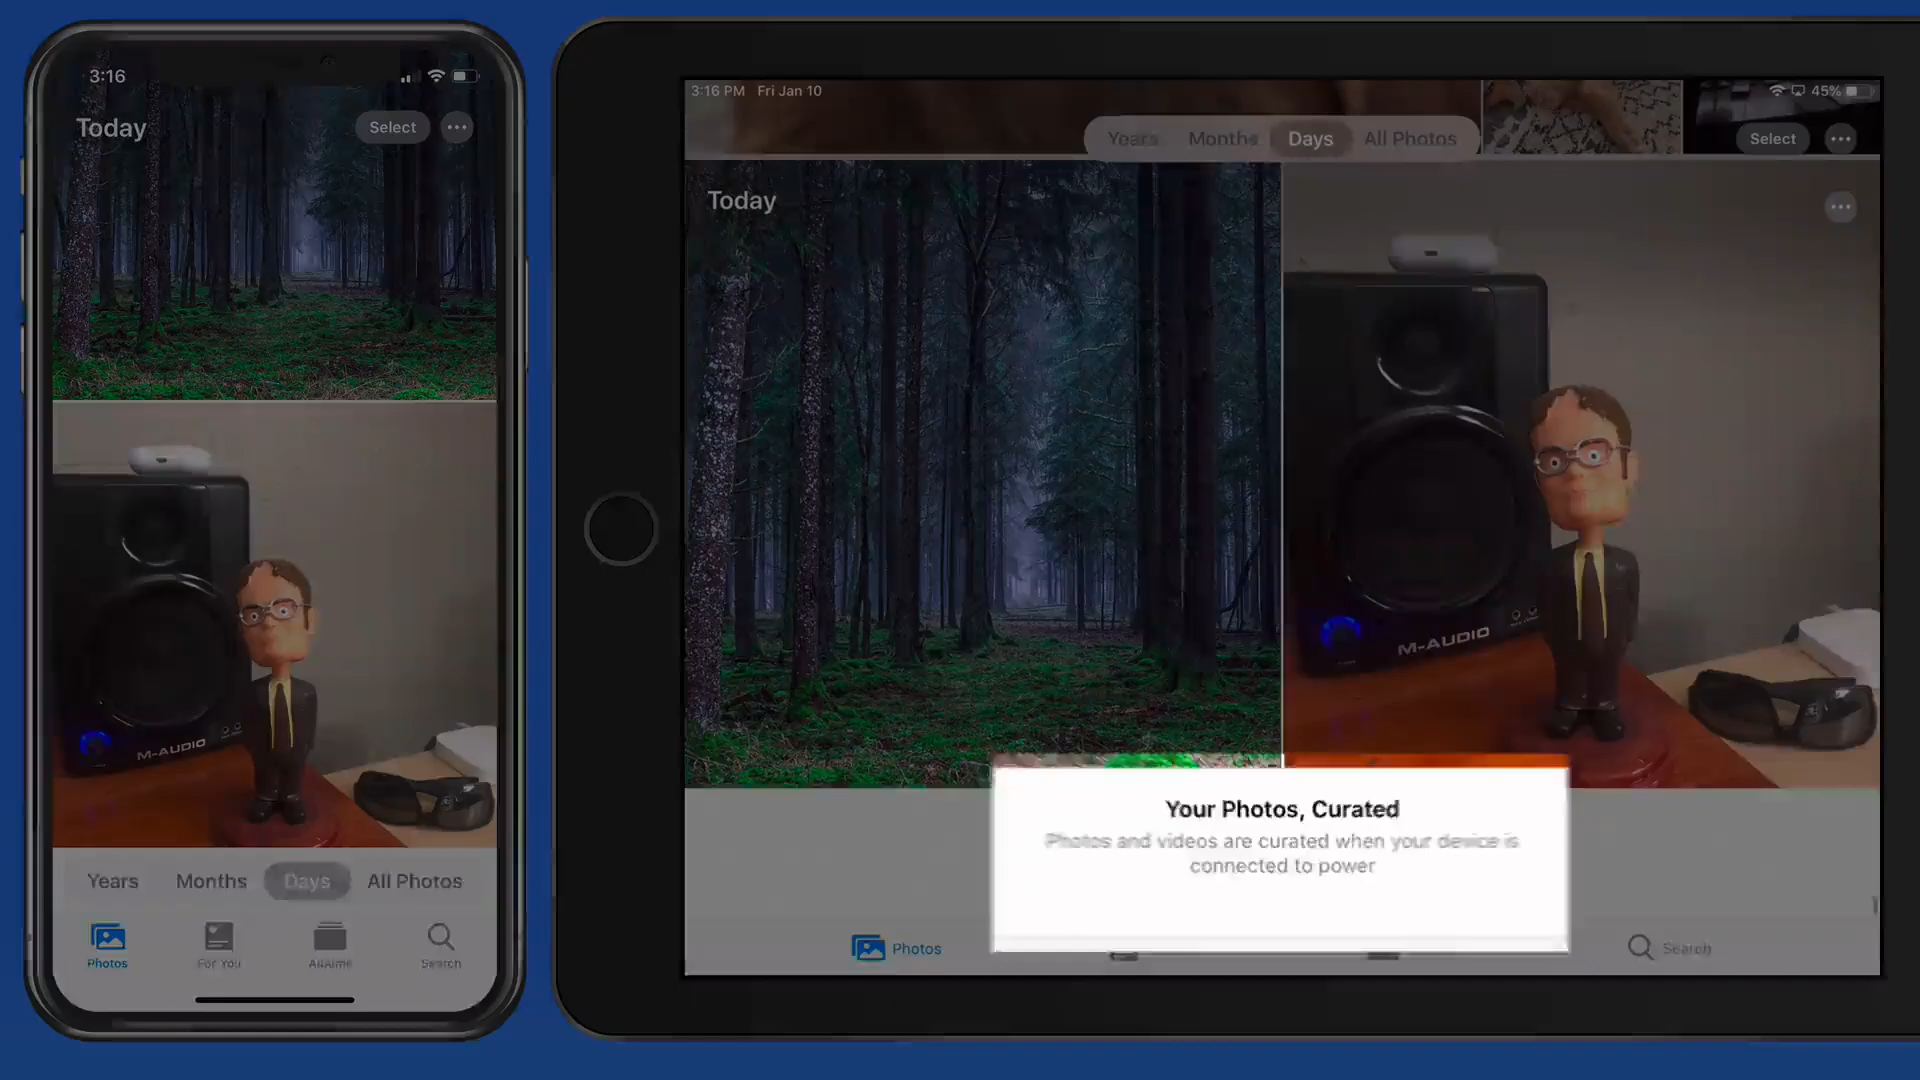 3:16
Today
Select
Years Months Days All Photos
Photos For You Albums Search
M-AUDIO
3:16 PM Fri Jan 10
45%
Years Months Days All Photos
Select
Today
M-AUDIO
Your Photos, Curated
Photos and videos are curated when your device is
connected to power
Photos
Search